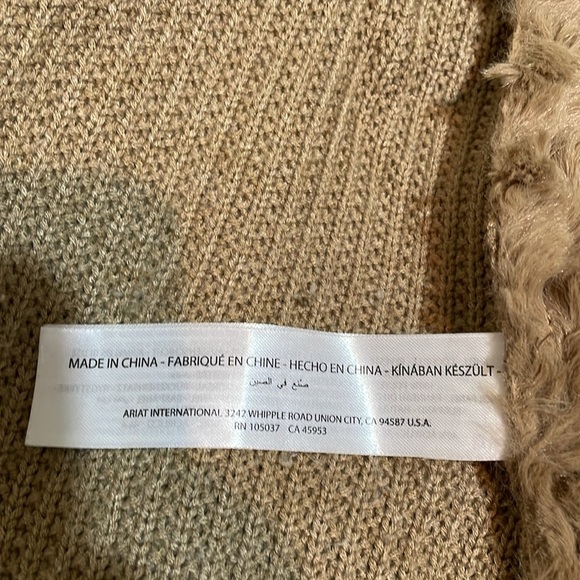 MADE IN CHINA - FABRIQUÉ EN CHINE - HECHO EN CHINA - KÍNÁBAN KÉSZÜLT -
صنع في الصين
ARIAT INTERNATIONAL 3242 WHIPPLE ROAD UNION CITY, CA 94587 U.S.A.
RN 105037 CA 45953